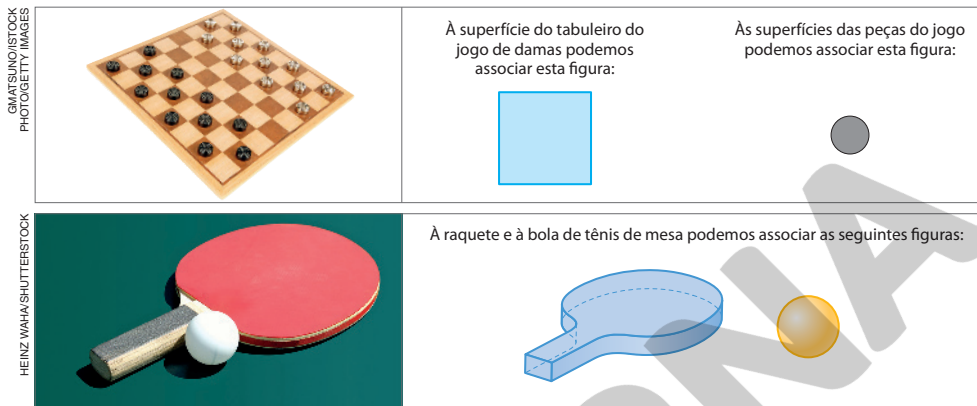 GMATSUNO/ISTOCK
PHOTO/GETTY IMAGES
À superfície do tabuleiro do
jogo de damas podemos
associar esta figura:
Às superfícies das peças do jogo
podemos associar esta figura:
HEINZ WAHA/SHUTTERSTOCK
À raquete e à bola de tênis de mesa podemos associar as seguintes figuras: